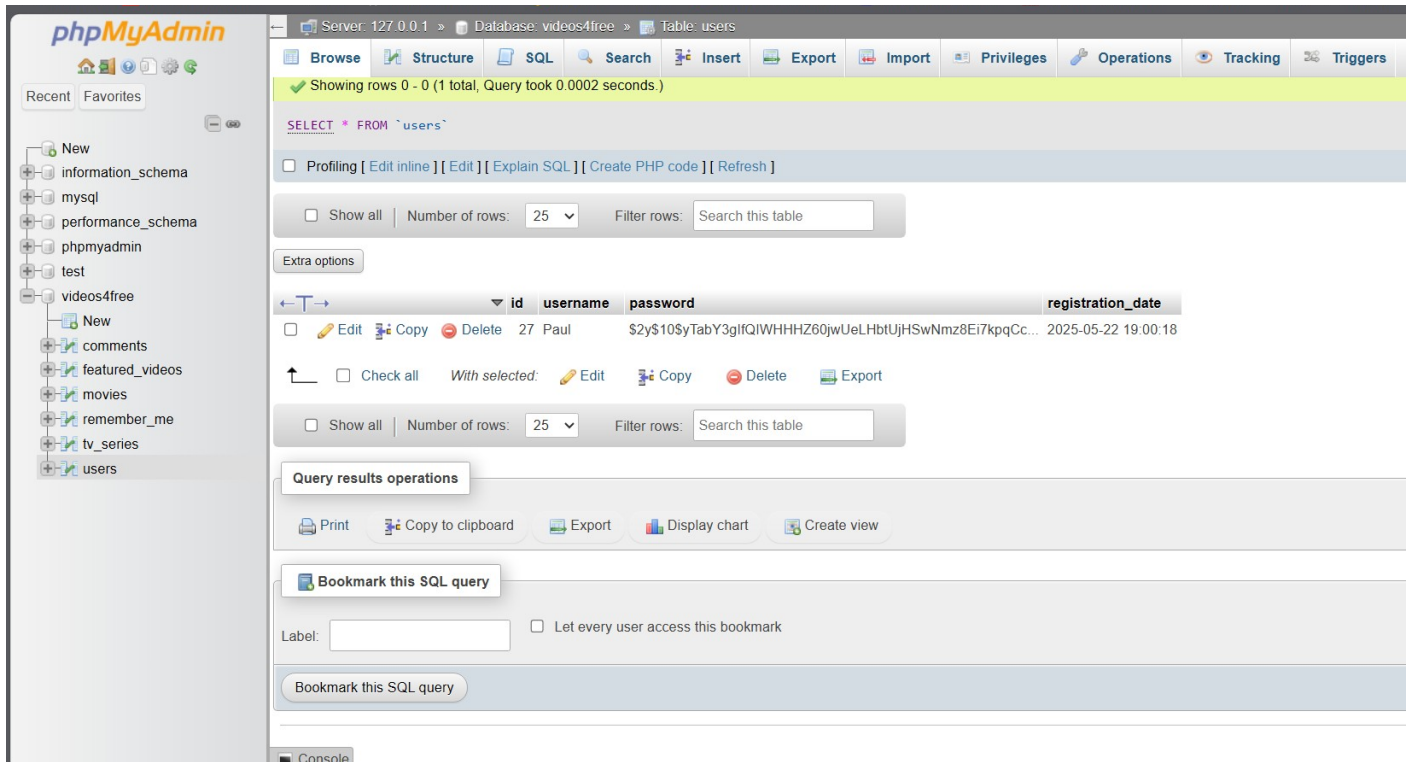 phpMyAdmin
Recent Favorites
New
information_schema
mysql
performance_schema
phpmyadmin
test
videos4free
New
comments
featured_videos
movies
remember_me
tv_series
users
Server: 127.0.0.1 » Database: videos4free » Table: users
Browse Structure SQL Search Insert Export Import Privileges Operations Tracking Triggers
Showing rows 0 - 0 (1 total, Query took 0.0002 seconds.)
SELECT * FROM `users`
Profiling [ Edit inline ] [ Edit ] [ Explain SQL ] [ Create PHP code ] [ Refresh ]
Show all | Number of rows: 25 Filter rows: Search this table
Extra options
←T→ id username password registration_date
Edit Copy Delete 27 Paul $2y$10$yTabY3glfQIWHHHZ60jwUeLHbtUjHSwNmz8Ei7kpqCc... 2025-05-22 19:00:18
Check all With selected: Edit Copy Delete Export
Show all | Number of rows: 25 Filter rows: Search this table
Query results operations
Print Copy to clipboard Export Display chart Create view
Bookmark this SQL query
Label: Let every user access this bookmark
Bookmark this SQL query
Console